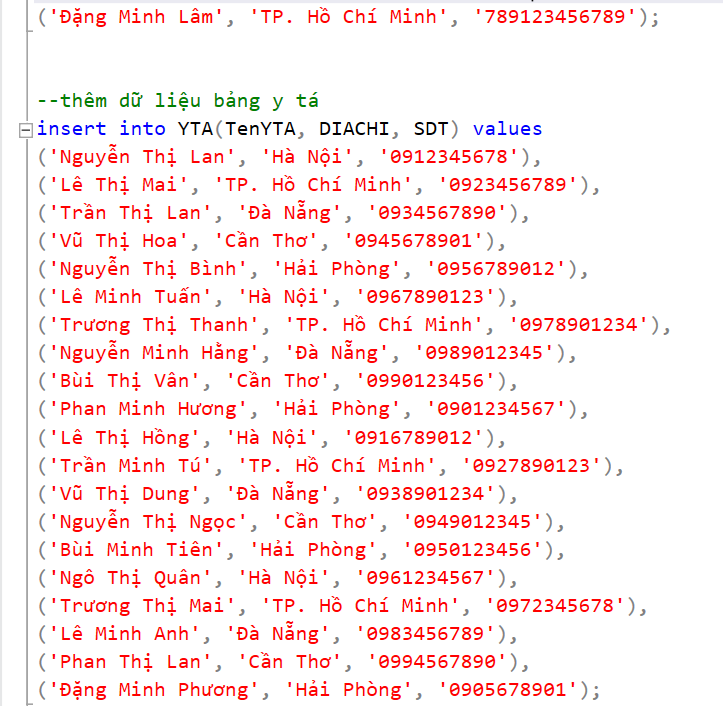 ('Đặng Minh Lâm', 'TP. Hồ Chí Minh', '789123456789');
--thêm dữ liệu bảng y tá
insert into YTA(TenYTA, DIACHI, SDT) values
('Nguyễn Thị Lan', 'Hà Nội', '0912345678'),
('Lê Thị Mai', 'TP. Hồ Chí Minh', '0923456789'),
('Trần Thị Lan', 'Đà Nẵng', '0934567890'),
('Vũ Thị Hoa', 'Cần Thơ', '0945678901'),
('Nguyễn Thị Bình', 'Hải Phòng', '0956789012'),
('Lê Minh Tuấn', 'Hà Nội', '0967890123'),
('Trương Thị Thanh', 'TP. Hồ Chí Minh', '0978901234'),
('Nguyễn Minh Hằng', 'Đà Nẵng', '0989012345'),
('Bùi Thị Vân', 'Cần Thơ', '0990123456'),
('Phan Minh Hương', 'Hải Phòng', '0901234567'),
('Lê Thị Hồng', 'Hà Nội', '0916789012'),
('Trần Minh Tú', 'TP. Hồ Chí Minh', '0927890123'),
('Vũ Thị Dung', 'Đà Nẵng', '0938901234'),
('Nguyễn Thị Ngọc', 'Cần Thơ', '0949012345'),
('Bùi Minh Tiên', 'Hải Phòng', '0950123456'),
('Ngô Thị Quân', 'Hà Nội', '0961234567'),
('Trương Thị Mai', 'TP. Hồ Chí Minh', '0972345678'),
('Lê Minh Anh', 'Đà Nẵng', '0983456789'),
('Phan Thị Lan', 'Cần Thơ', '0994567890'),
('Đặng Minh Phương', 'Hải Phòng', '0905678901');